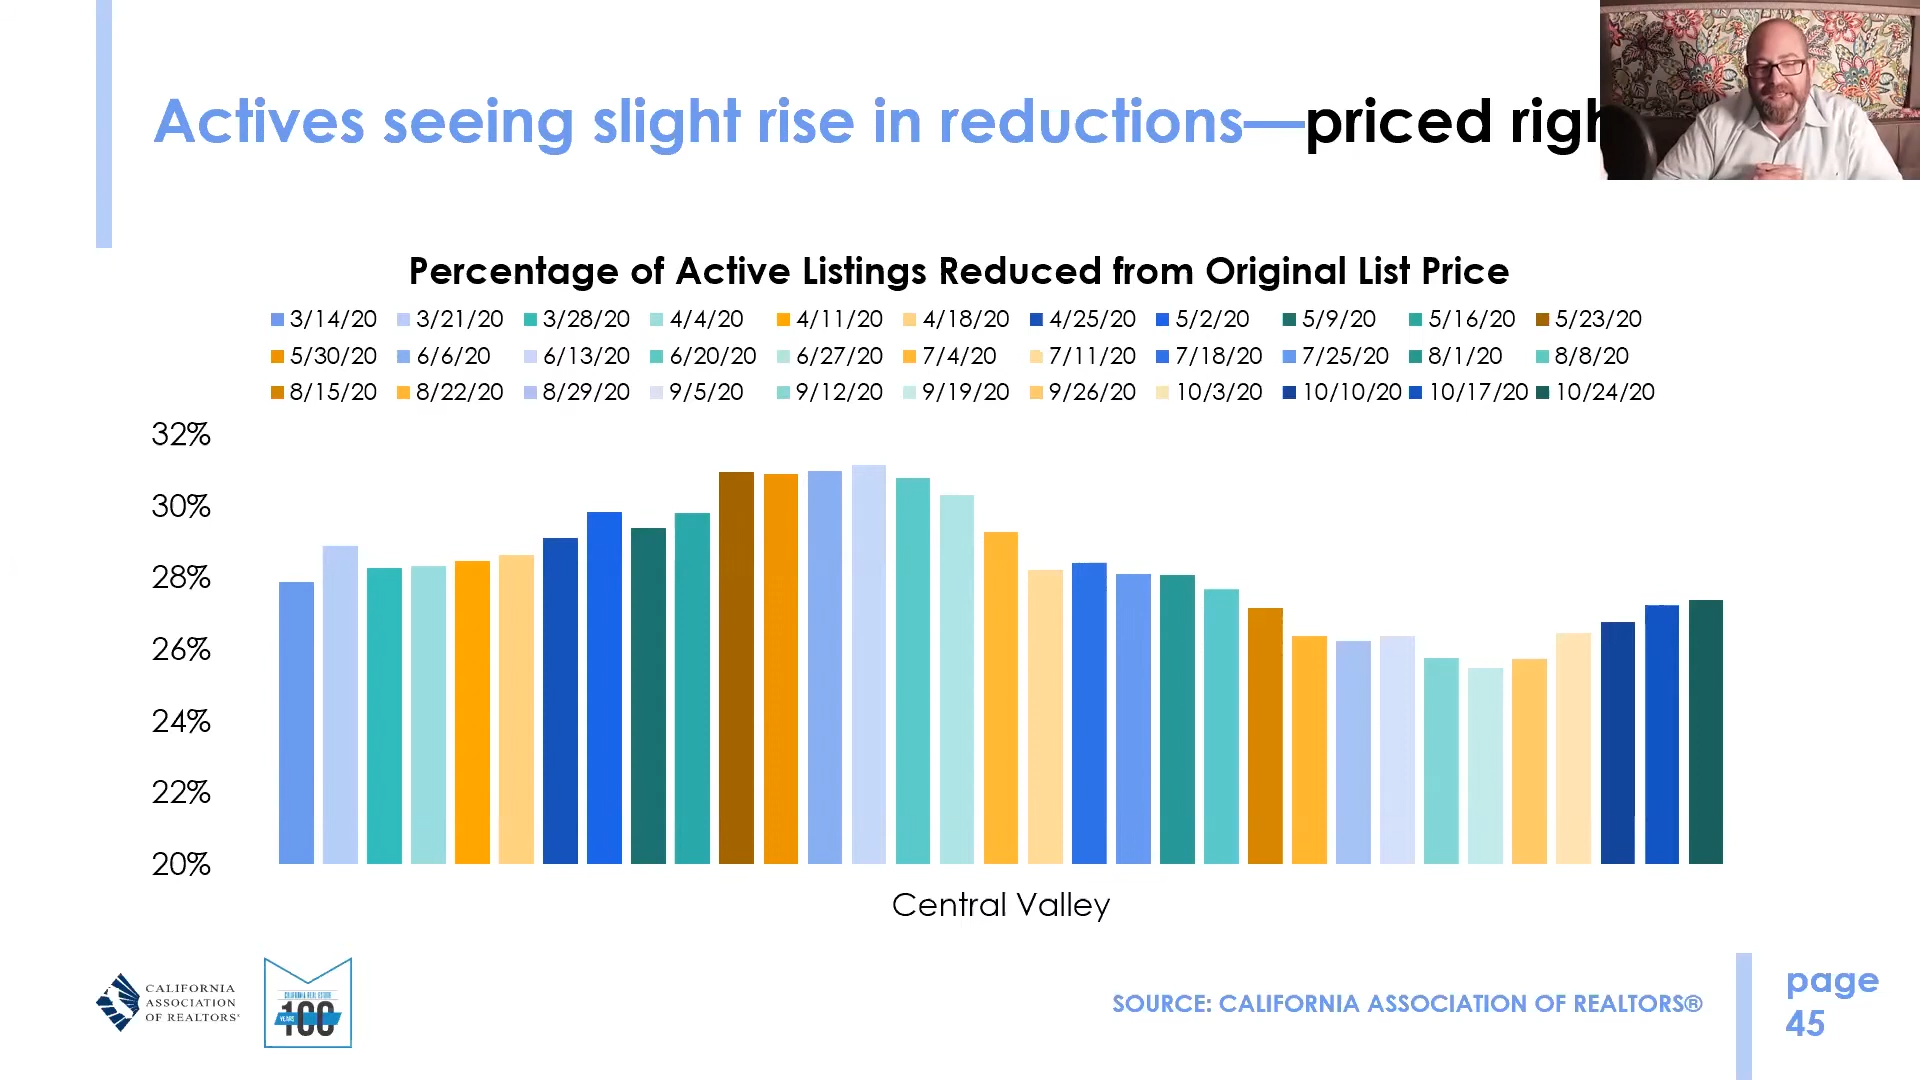 Actives seeing slight rise in reductions—priced righ
Percentage of Active Listings Reduced from Original List Price
3/14/20 3/21/20 3/28/20 4/4/20 4/11/20 4/18/20 4/25/20 5/2/20 5/9/20 5/16/20 5/23/20
5/30/20 6/6/20 6/13/20 6/20/20 6/27/20 7/4/20 7/11/20 7/18/20 7/25/20 8/1/20 8/8/20
8/15/20 8/22/20 8/29/20 9/5/20 9/12/20 9/19/20 9/26/20 10/3/20 10/10/20 10/17/20 10/24/20
32%
30%
28%
26%
24%
22%
20%
Central Valley
CALIFORNIA
ASSOCIATION
OF REALTORS®
CALIFORNIA REAL ESTATE
YEARS 100
SOURCE: CALIFORNIA ASSOCIATION OF REALTORS®
page
45